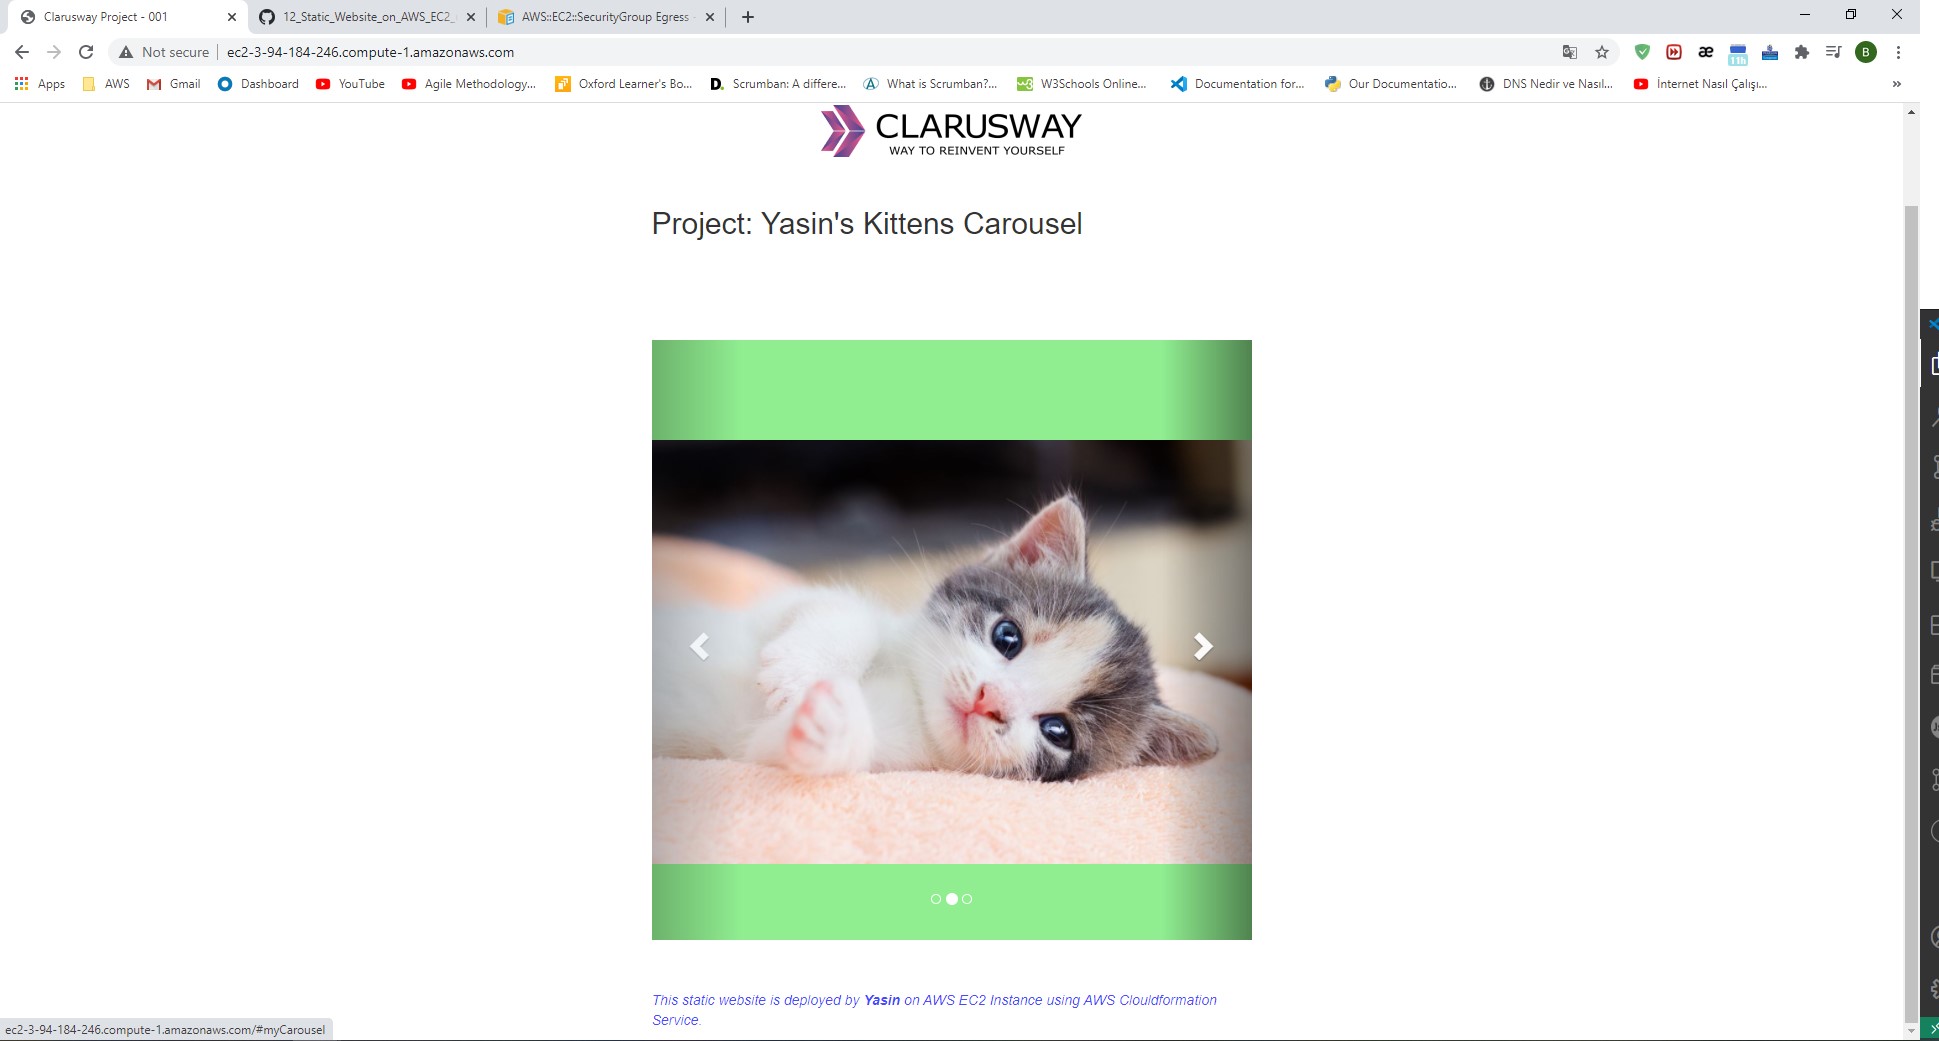 Clarusway Project - 001
12_Static_Website_on_AWS_EC2_
AWS::EC2::SecurityGroup Egress -
Not secure
ec2-3-94-184-246.compute-1.amazonaws.com
11h
B
Apps
AWS
Gmail
Dashboard
YouTube
Agile Methodology...
Oxford Learner's Bo...
D.
Scrumban: A differe...
What is Scrumban?...
W3Schools Online...
Documentation for...
Our Documentatio...
DNS Nedir ve Nasıl...
İnternet Nasıl Çalışı...
CLARUSWAY
WAY TO REINVENT YOURSELF
Project: Yasin's Kittens Carousel
This static website is deployed by Yasin on AWS EC2 Instance using AWS Clouldformation
Service.
ec2-3-94-184-246.compute-1.amazonaws.com/#myCarousel